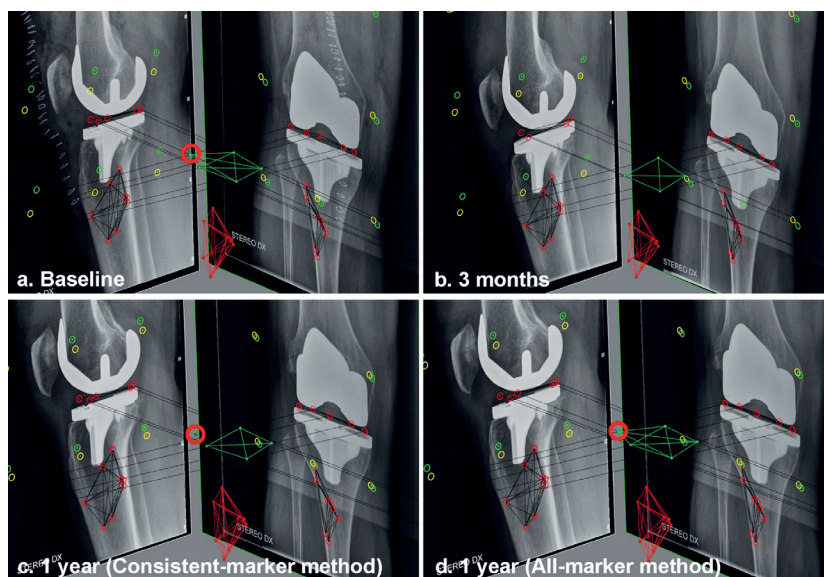 STEREO DX
a. Baseline
STEREO DX
b. 3 months
STEREO DX
c. 1 year (Consistent-marker method)
STEREO DX
d. 1 year (All-marker method)